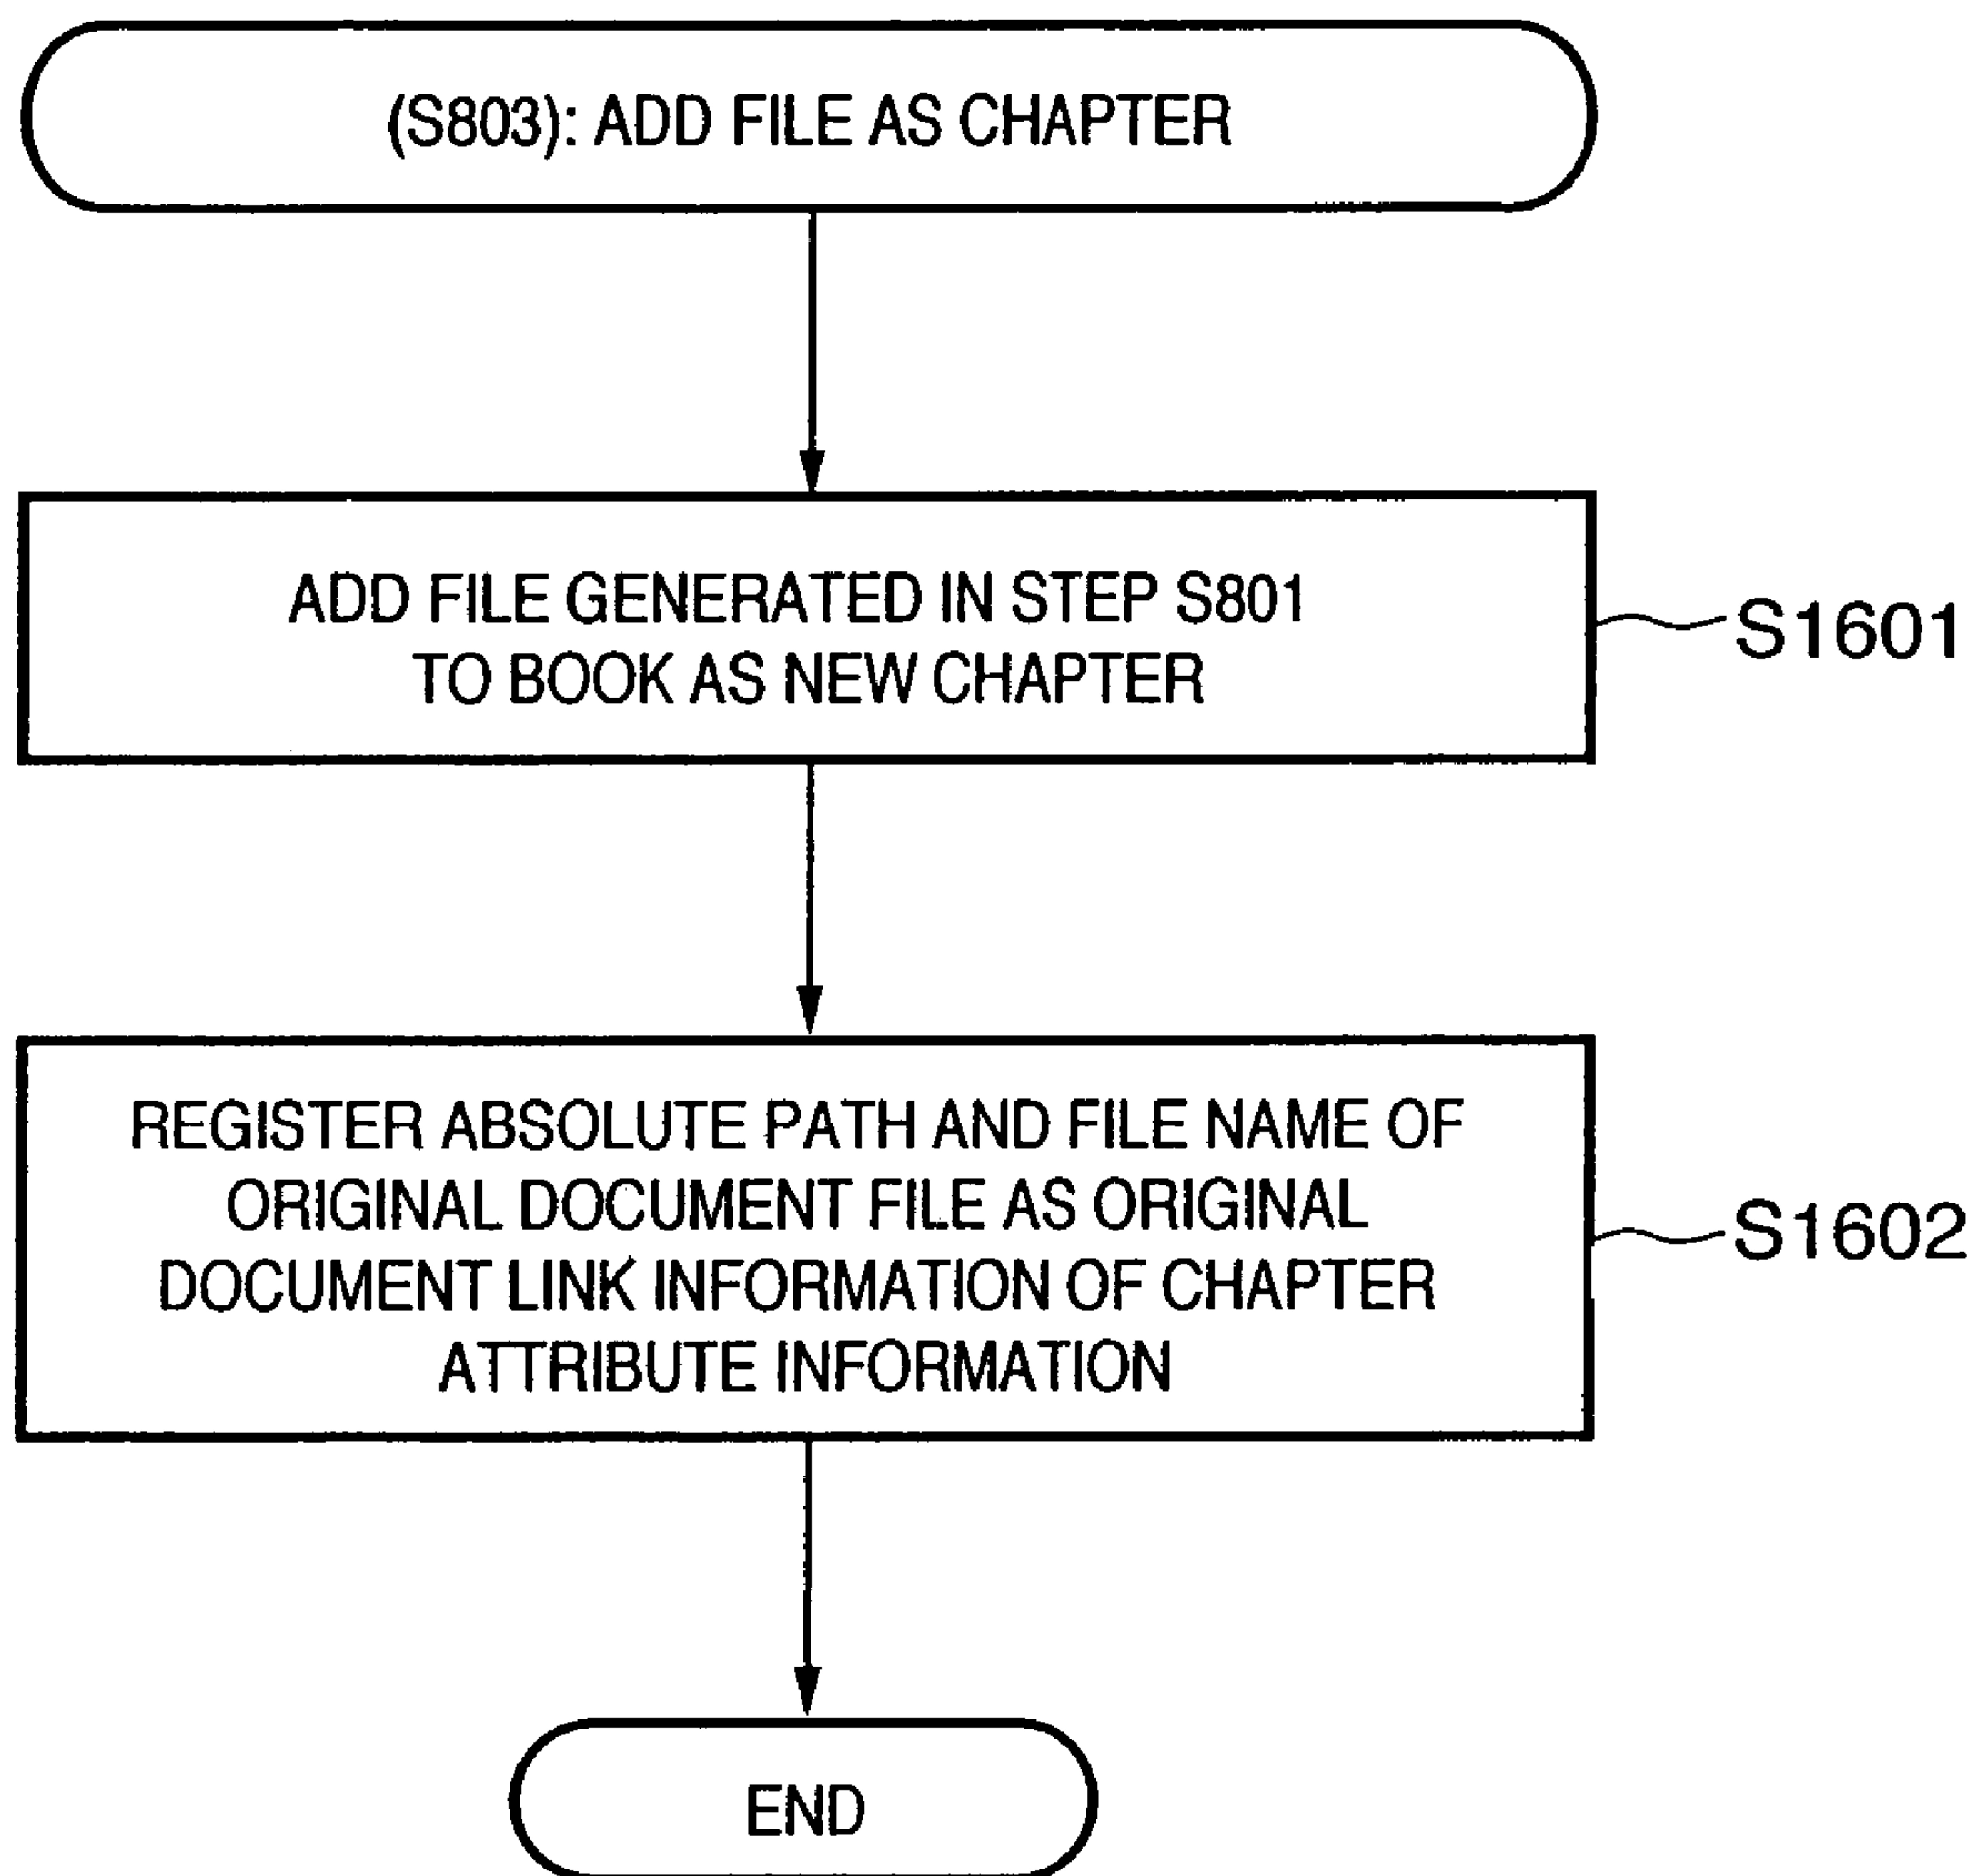 (S803): ADD FILE AS CHAPTER
ADD FILE GENERATED IN STEP S801
TO BOOK AS NEW CHAPTER
S1601
REGISTER ABSOLUTE PATH AND FILE NAME OF
ORIGINAL DOCUMENT FILE AS ORIGINAL
DOCUMENT LINK INFORMATION OF CHAPTER
ATTRIBUTE INFORMATION
S1602
END